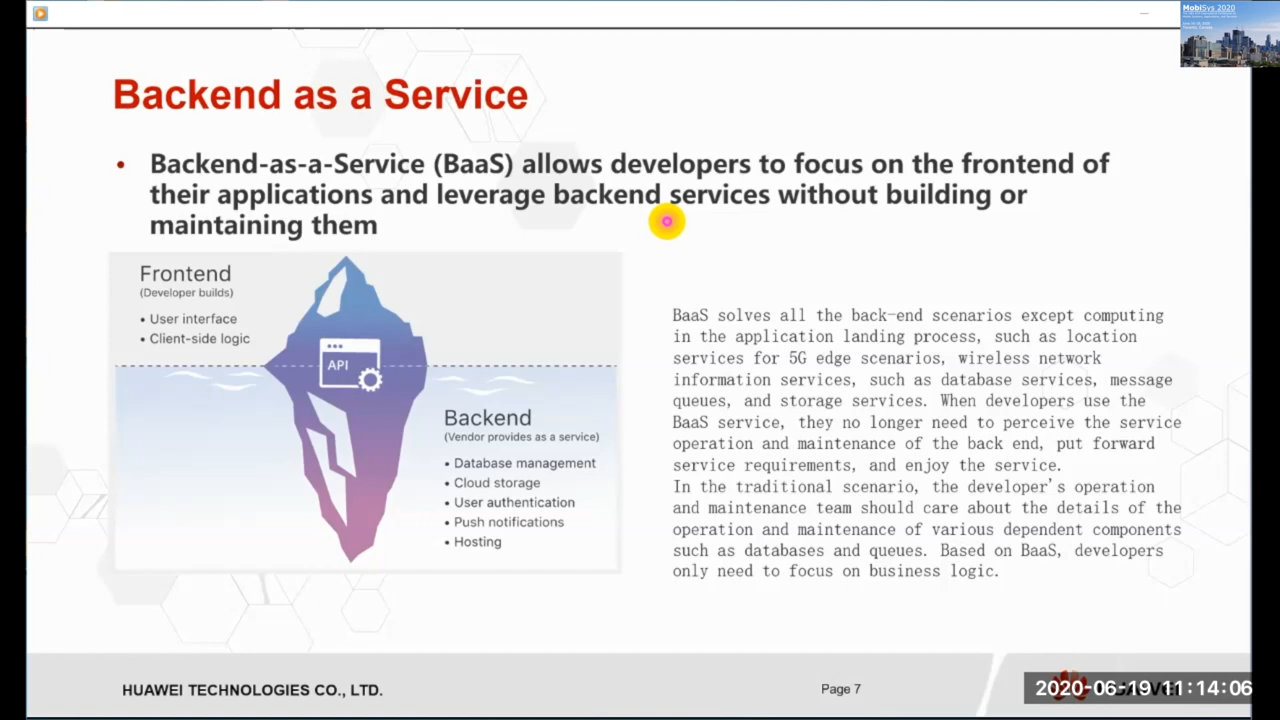 MobiSys 2020
Backend as a Service
• Backend-as-a-Service (BaaS) allows developers to focus on the frontend of
their applications and leverage backend services without building or
maintaining them
Frontend
(Developer builds)
• User interface
• Client-side logic
API
Backend
(Vendor provides as a service)
• Database management
• Cloud storage
• User authentication
• Push notifications
• Hosting
BaaS solves all the back-end scenarios except computing
in the application landing process, such as location
services for 5G edge scenarios, wireless network
information services, such as database services, message
queues, and storage services. When developers use the
BaaS service, they no longer need to perceive the service
operation and maintenance of the back end, put forward
service requirements, and enjoy the service.
In the traditional scenario, the developer's operation
and maintenance team should care about the details of the
operation and maintenance of various dependent components
such as databases and queues. Based on BaaS, developers
only need to focus on business logic.
HUAWEI TECHNOLOGIES CO., LTD.
Page 7
2020-06-19 11:14:06